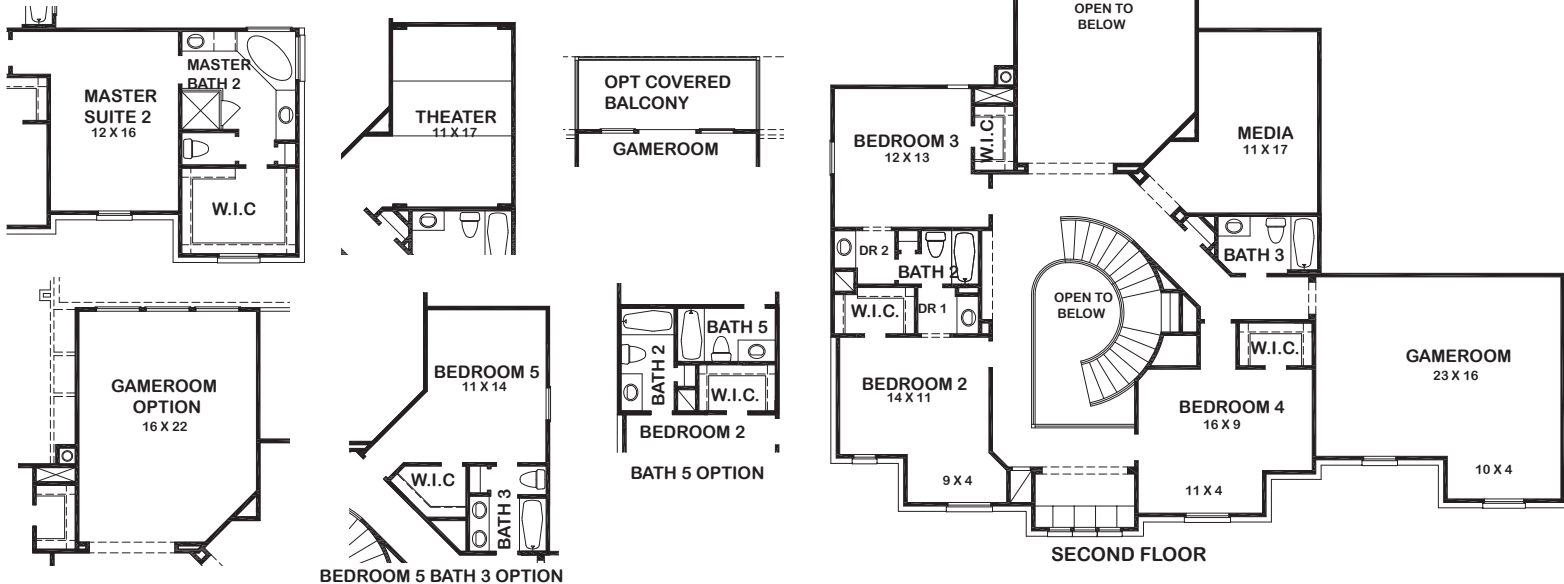 MASTER
BATH 2
MASTER
SUITE 2
12 X 16
W.I.C
THEATER
11 X 17
OPT COVERED
BALCONY
GAMEROOM
GAMEROOM
OPTION
16 X 22
BEDROOM 5
11 X 14
W.I.C
BATH 3
BEDROOM 5 BATH 3 OPTION
BATH 2
BATH 5
W.I.C.
BEDROOM 2
BATH 5 OPTION
OPEN TO
BELOW
BEDROOM 3
12 X 13
W.I.C
MEDIA
11 X 17
DR 2
BATH 2
BATH 3
W.I.C.
DR 1
OPEN TO
BELOW
W.I.C.
GAMEROOM
23 X 16
BEDROOM 2
14 X 11
BEDROOM 4
16 X 9
9 X 4
11 X 4
10 X 4
SECOND FLOOR